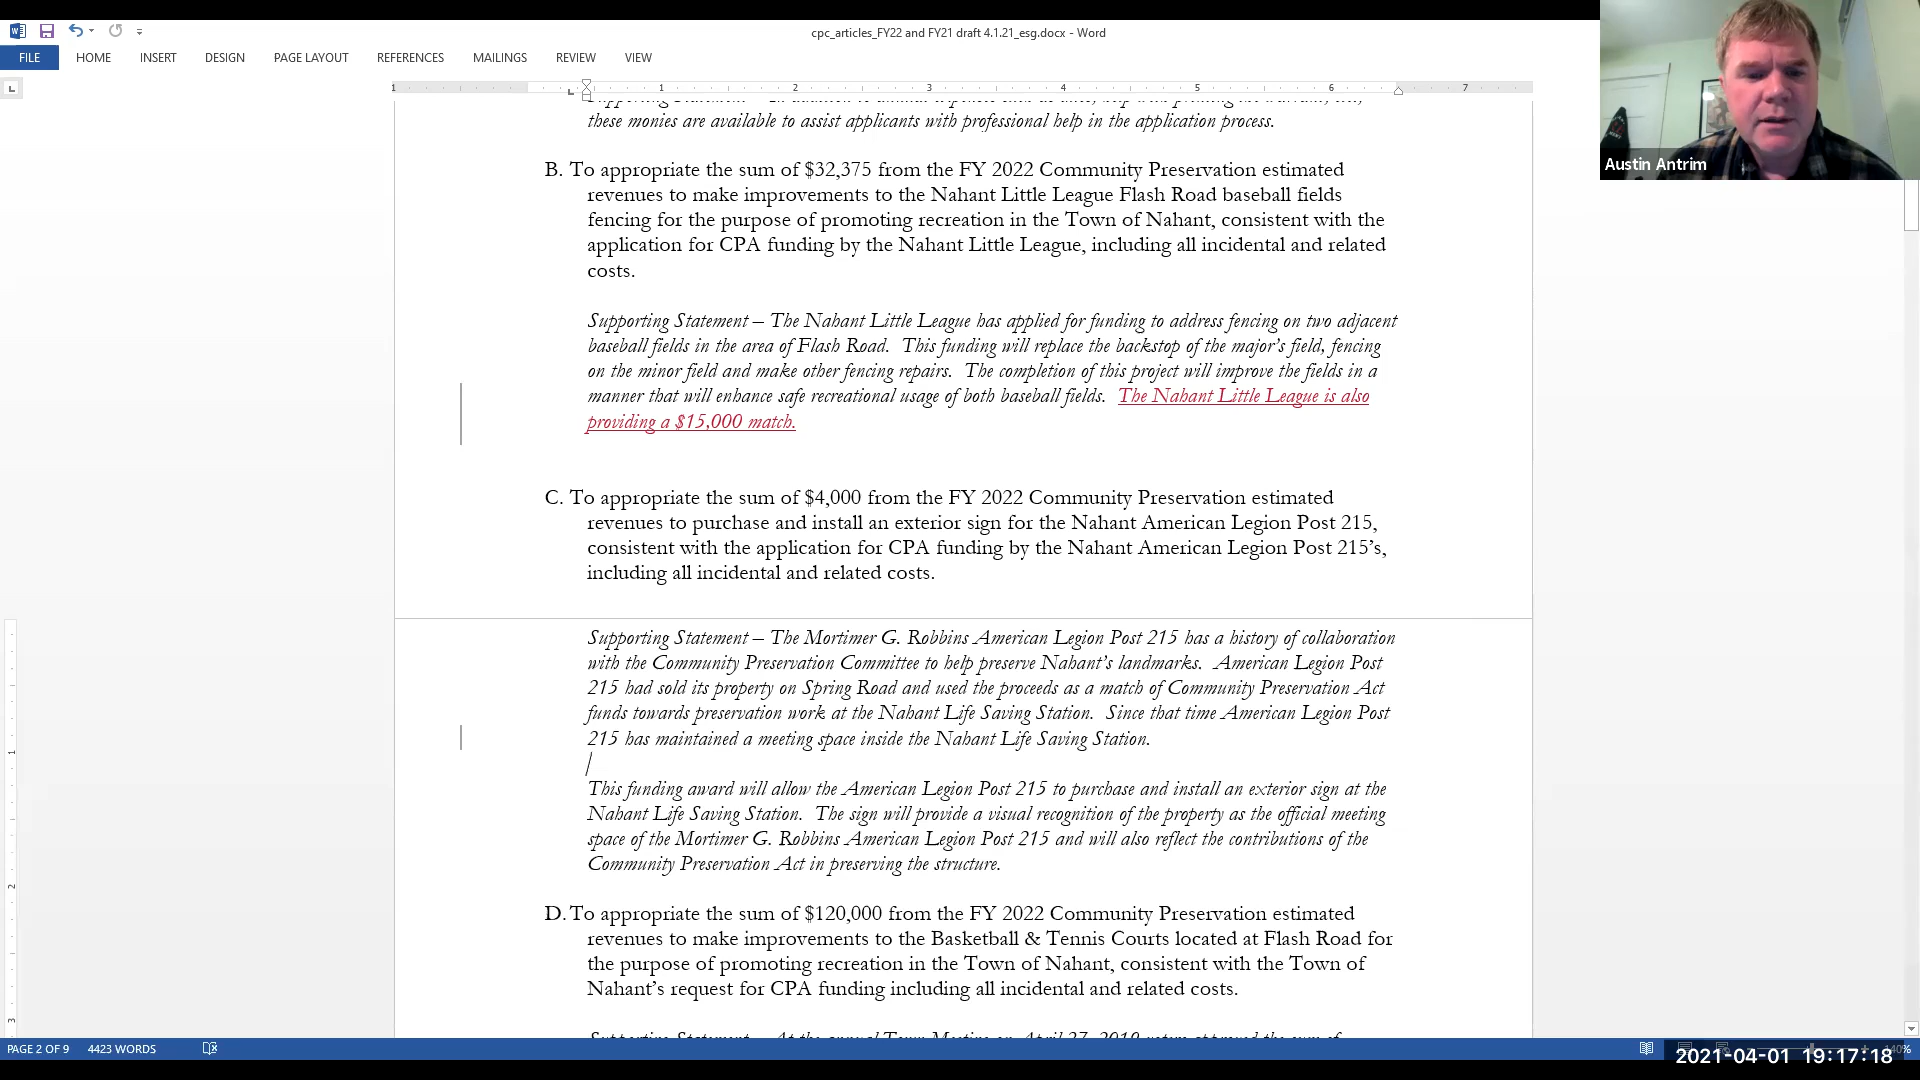 cpc_articles_FY22 and FY21 draft 4.1.21_esg.docx - Word
FILE HOME INSERT DESIGN PAGE LAYOUT REFERENCES MAILINGS REVIEW VIEW
1 1 2 3 4 5 6 7
these monies are available to assist applicants with professional help in the application process.
B. To appropriate the sum of $32,375 from the FY 2022 Community Preservation estimated
revenues to make improvements to the Nahant Little League Flash Road baseball fields
fencing for the purpose of promoting recreation in the Town of Nahant, consistent with the
application for CPA funding by the Nahant Little League, including all incidental and related
costs.
Supporting Statement – The Nahant Little League has applied for funding to address fencing on two adjacent
baseball fields in the area of Flash Road.  This funding will replace the backstop of the major’s field, fencing
on the minor field and make other fencing repairs.  The completion of this project will improve the fields in a
manner that will enhance safe recreational usage of both baseball fields.  The Nahant Little League is also
providing a $15,000 match.
C. To appropriate the sum of $4,000 from the FY 2022 Community Preservation estimated
revenues to purchase and install an exterior sign for the Nahant American Legion Post 215,
consistent with the application for CPA funding by the Nahant American Legion Post 215’s,
including all incidental and related costs.
Supporting Statement – The Mortimer G. Robbins American Legion Post 215 has a history of collaboration
with the Community Preservation Committee to help preserve Nahant’s landmarks.  American Legion Post
215 had sold its property on Spring Road and used the proceeds as a match of Community Preservation Act
funds towards preservation work at the Nahant Life Saving Station.  Since that time American Legion Post
215 has maintained a meeting space inside the Nahant Life Saving Station.
This funding award will allow the American Legion Post 215 to purchase and install an exterior sign at the
Nahant Life Saving Station.  The sign will provide a visual recognition of the property as the official meeting
space of the Mortimer G. Robbins American Legion Post 215 and will also reflect the contributions of the
Community Preservation Act in preserving the structure.
D. To appropriate the sum of $120,000 from the FY 2022 Community Preservation estimated
revenues to make improvements to the Basketball & Tennis Courts located at Flash Road for
the purpose of promoting recreation in the Town of Nahant, consistent with the Town of
Nahant’s request for CPA funding including all incidental and related costs.
1
2
3
Austin Antrim
PAGE 2 OF 9 4423 WORDS
2021-04-01 19:17:18